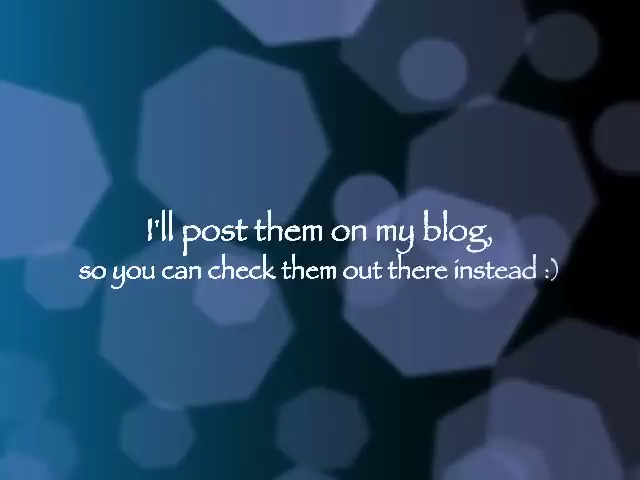 I'll post them on my blog,
so you can check them out there instead :)